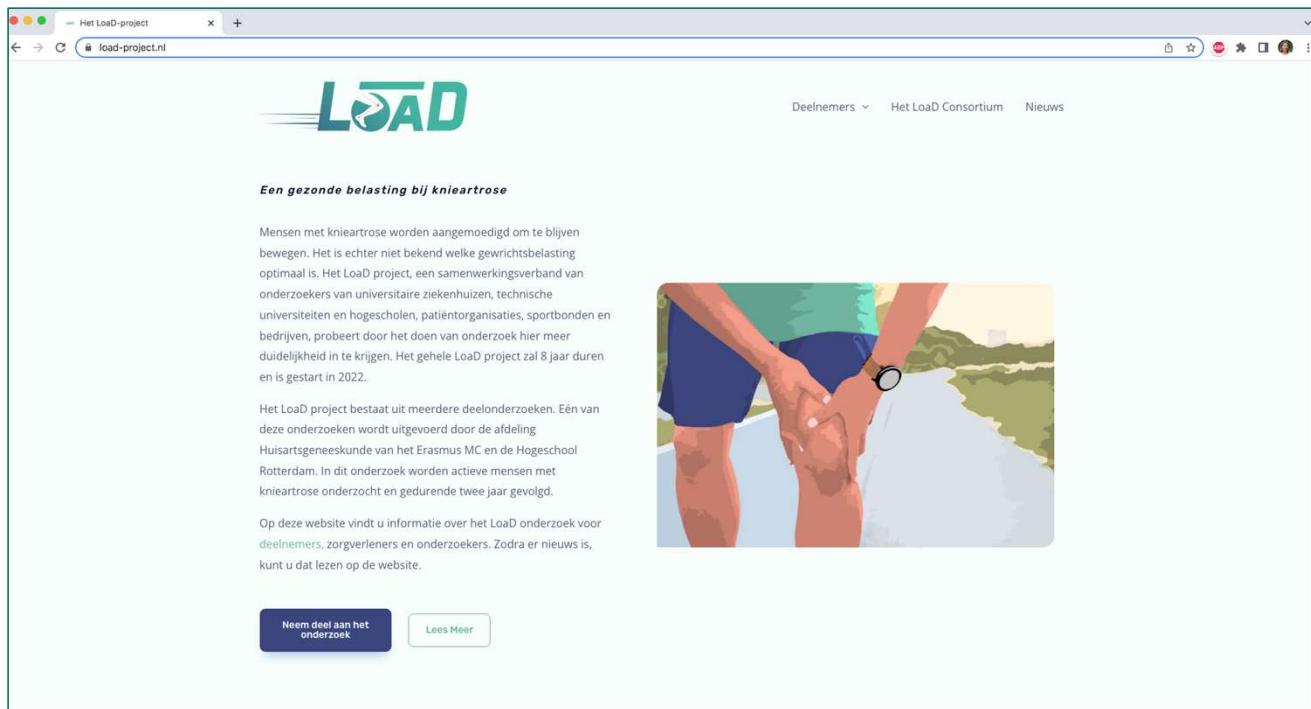 Het LoaD-project
load-project.nl
ABP
LOAD
Deelnemers
Het LoaD Consortium
Nieuws
Een gezonde belasting bij knieartrose
Mensen met knieartrose worden aangemoedigd om te blijven
bewegen. Het is echter niet bekend welke gewrichtsbelasting
optimaal is. Het LoaD project, een samenwerkingsverband van
onderzoekers van universitaire ziekenhuizen, technische
universiteiten en hogescholen, patiëntorganisaties, sportbonden en
bedrijven, probeert door het doen van onderzoek hier meer
duidelijkheid in te krijgen. Het gehele LoaD project zal 8 jaar duren
en is gestart in 2022.
Het LoaD project bestaat uit meerdere deelonderzoeken. Eén van
deze onderzoeken wordt uitgevoerd door de afdeling
Huisartsgeneeskunde van het Erasmus MC en de Hogeschool
Rotterdam. In dit onderzoek worden actieve mensen met
knieartrose onderzocht en gedurende twee jaar gevolgd.
Op deze website vindt u informatie over het LoaD onderzoek voor
deelnemers, zorgverleners en onderzoekers. Zodra er nieuws is,
kunt u dat lezen op de website.
Neem deel aan het
onderzoek
Lees Meer